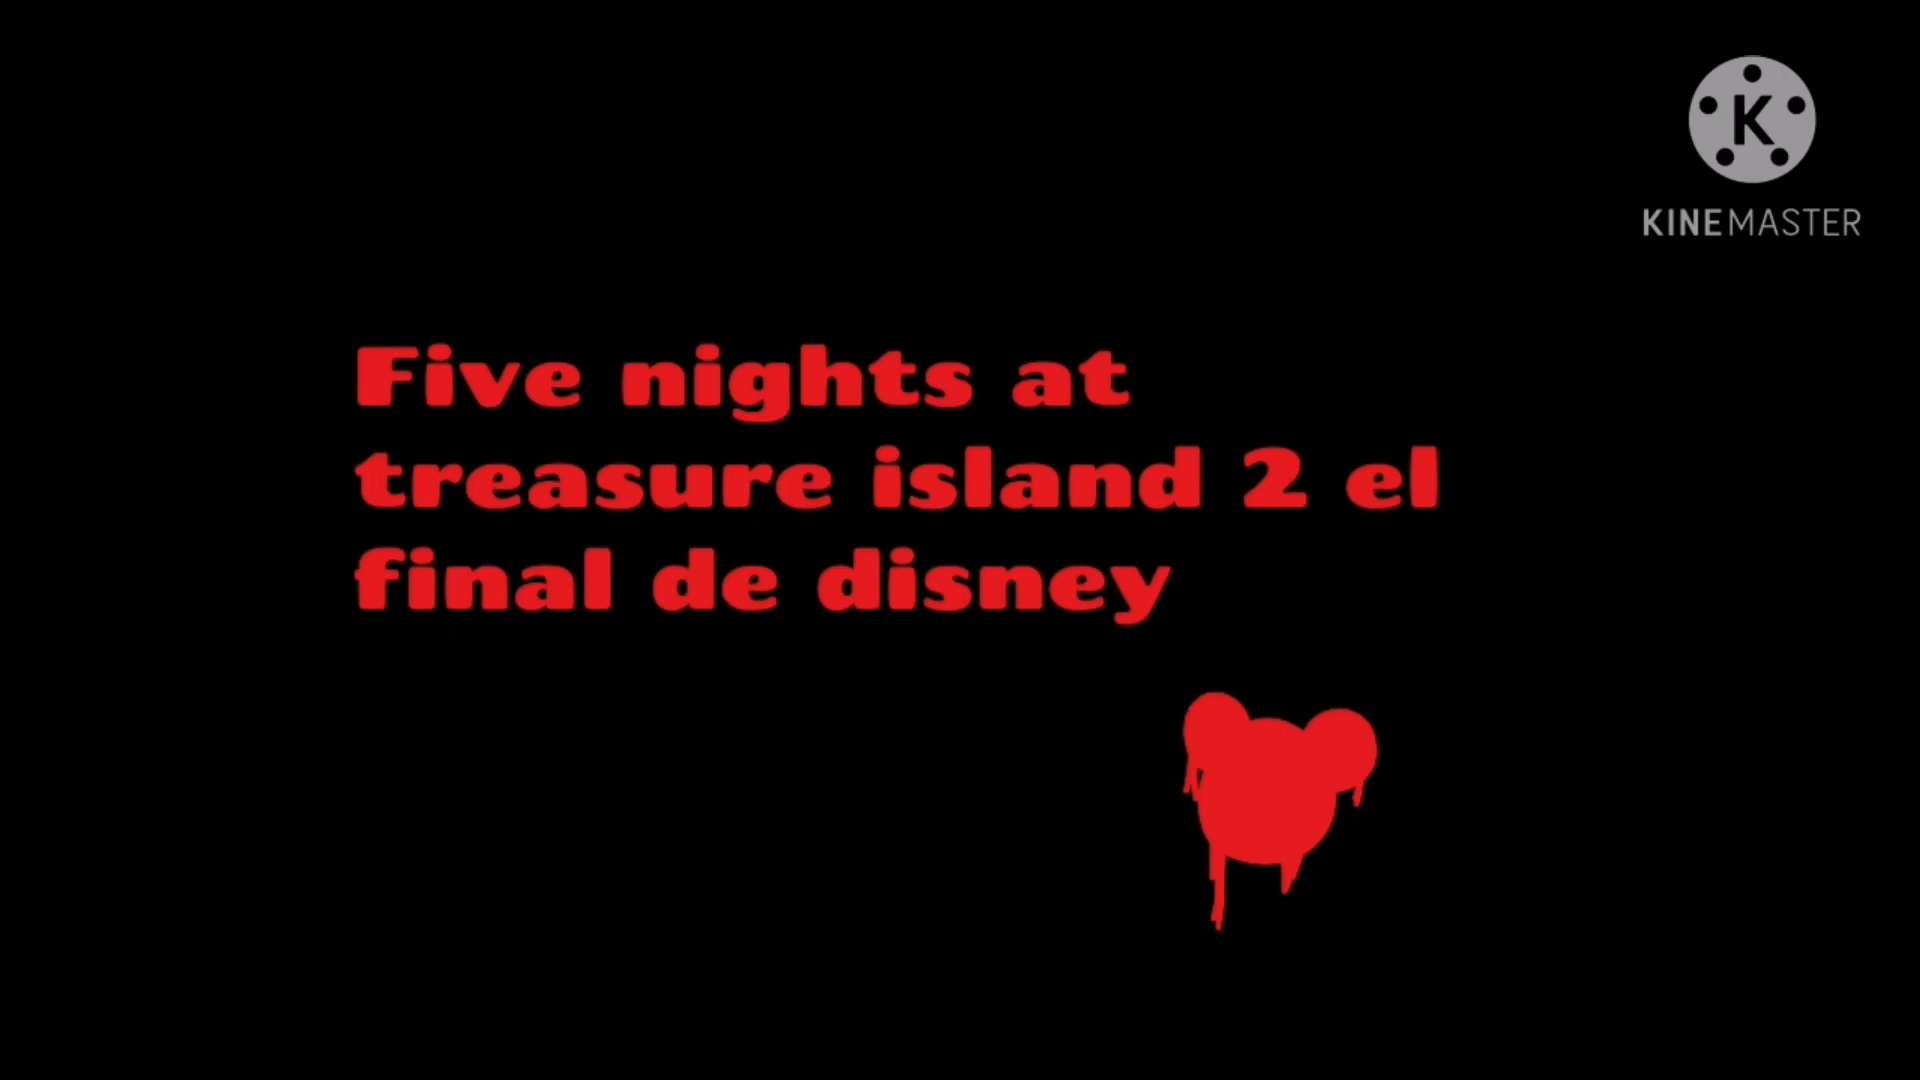 K
KINEMASTER
Five nights at
treasure island 2 el
final de disney